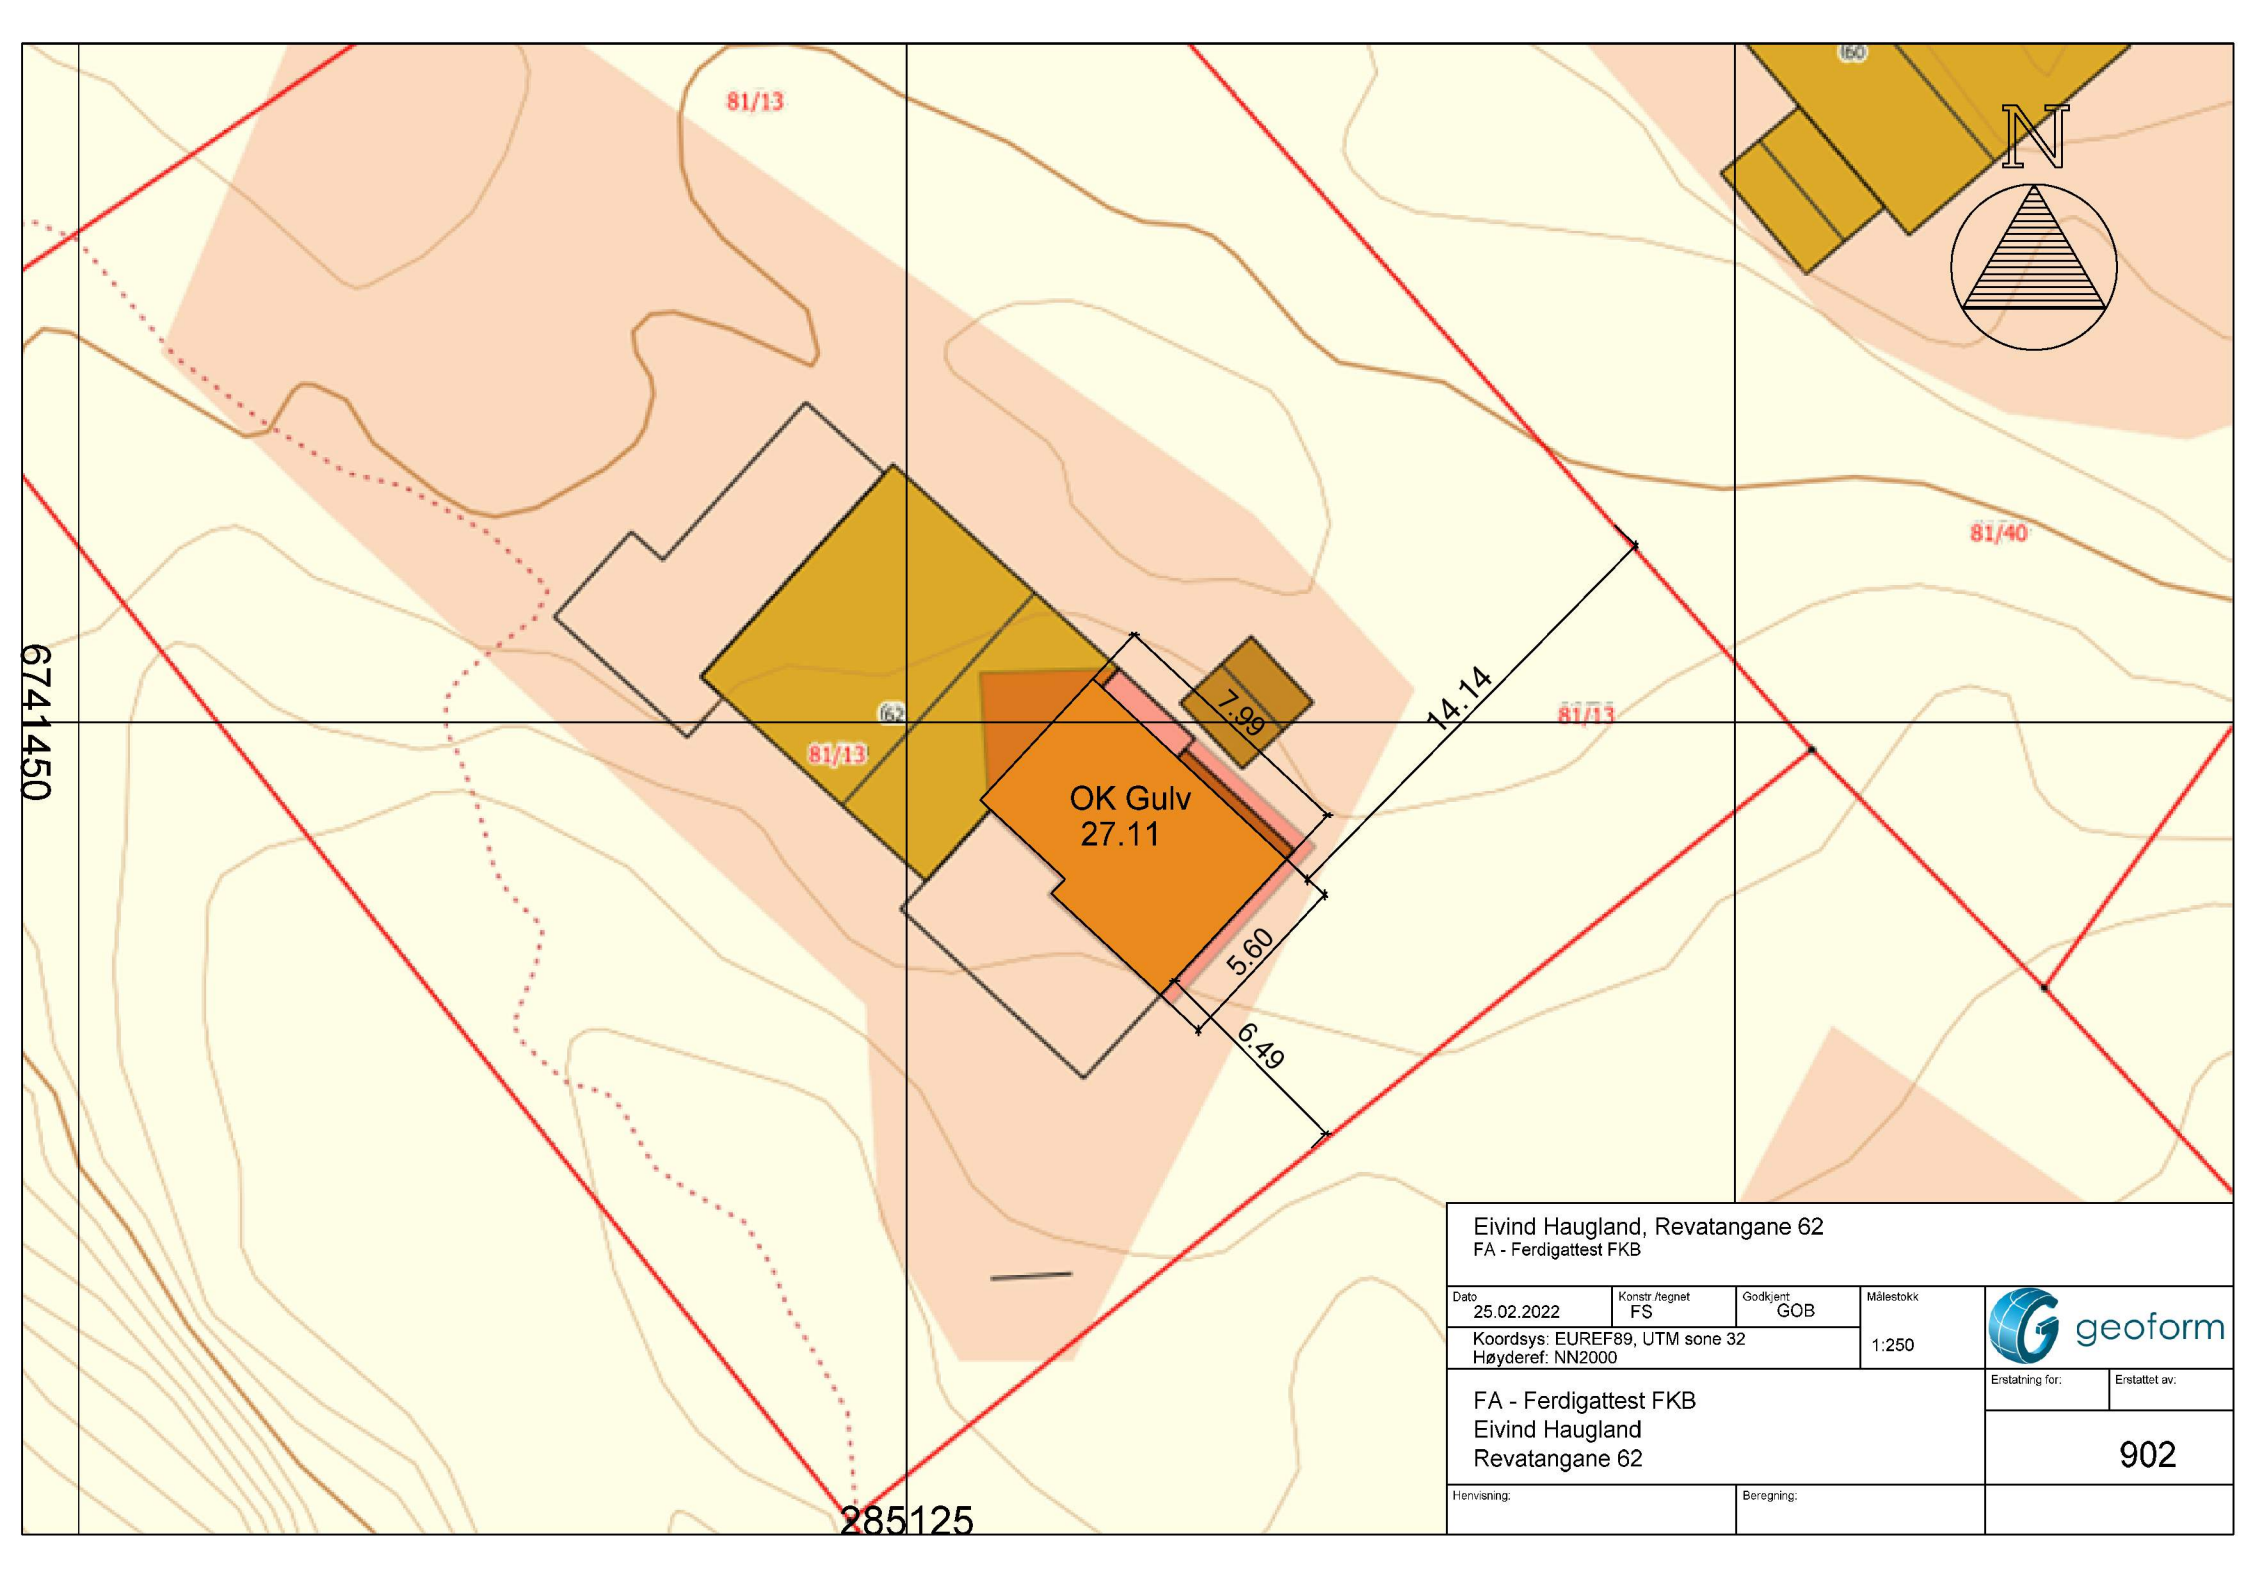 (60
N
81/13
81/40
6741450
62
81/13
81/13
7.99
14.14
OK Gulv
27.11
5.60
6.49
285125
Eivind Haugland, Revatangane 62
FA - Ferdigattest FKB
Dato
25.02.2022
Konstr./tegnet
FS
Godkjent
GOB
Målestokk
1:250
Koordsys: EUREF89, UTM sone 32
Høyderef: NN2000
geoform
FA - Ferdigattest FKB
Eivind Haugland
Revatangane 62
Erstatning for:
Erstattet av:
902
Henvisning:
Beregning: